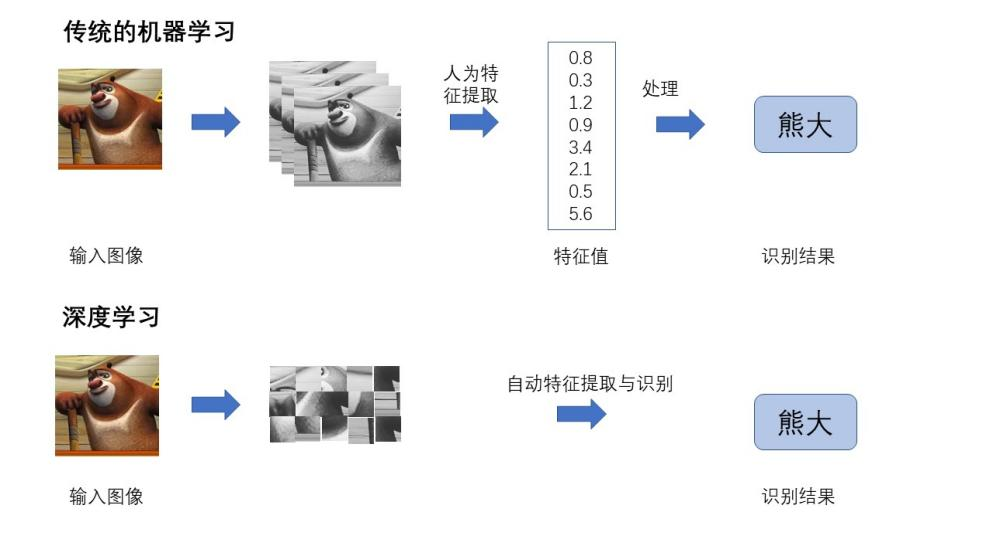 传统的机器学习
人为特
征提取
0.8
0.3
1.2
0.9
3.4
2.1
0.5
5.6
处理
熊大
输入图像
特征值
识别结果
深度学习
自动特征提取与识别
熊大
输入图像
识别结果